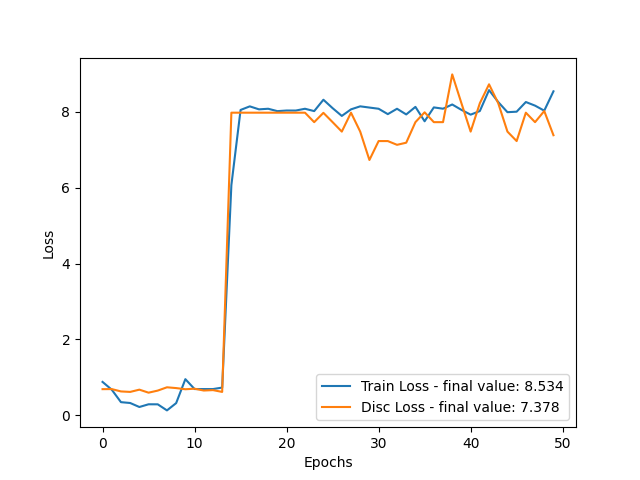 8
6
4
2
0
Loss
Train Loss - final value: 8.534
Disc Loss - final value: 7.378
0 10 20 30 40 50
Epochs